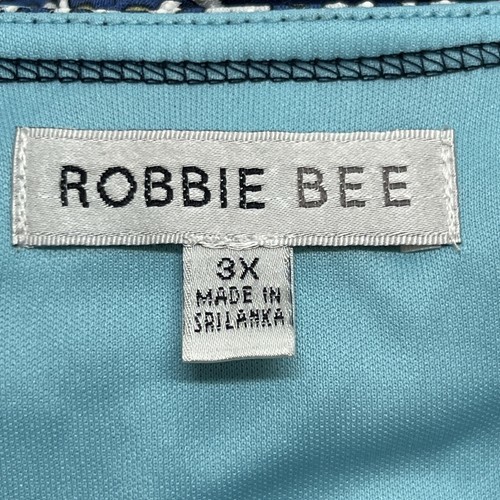 ROBBIE BEE
3X
MADE IN
SRI LANKA